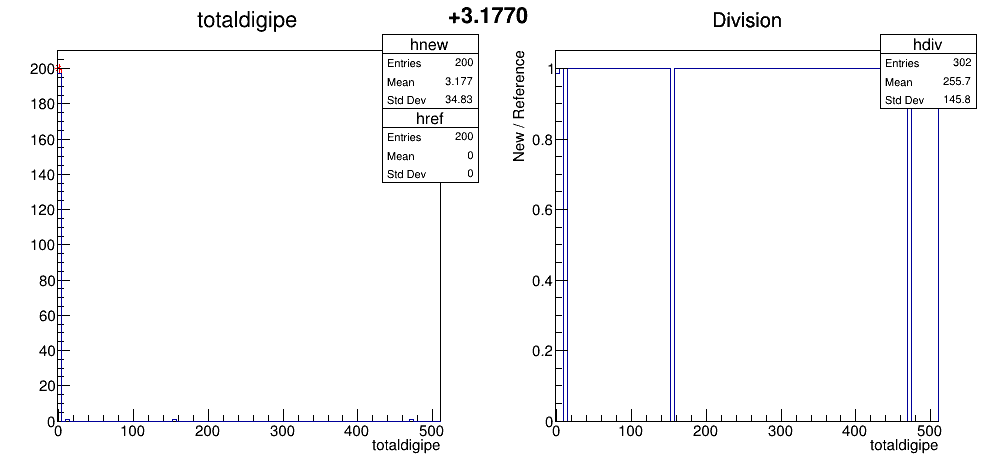 totaldigipe
+3.1770
Division
hnew
Entries 200
Mean 3.177
Std Dev 34.83
href
Entries 200
Mean 0
Std Dev 0
200
180
160
140
120
100
80
60
40
20
0
0 100 200 300 400 500
totaldigipe
hdiv
Entries 302
Mean 255.7
Std Dev 145.8
New / Reference
1
0.8
0.6
0.4
0.2
0
0 100 200 300 400 500
totaldigipe